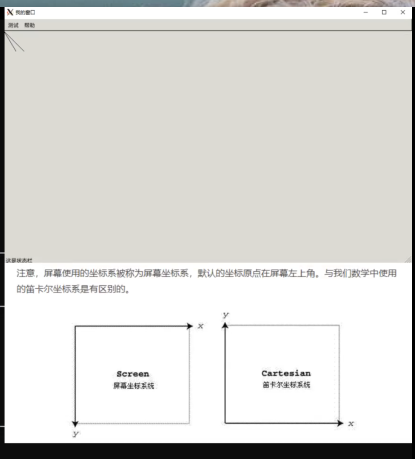 我的窗口
测试 帮助
这是状态栏
注意，屏幕使用的坐标系被称为屏幕坐标系，默认的坐标原点在屏幕左上角。与我们数学中使用
的笛卡尔坐标系是有区别的。
x
y
Screen
屏幕坐标系统
y
Cartesian
笛卡尔坐标系统
x